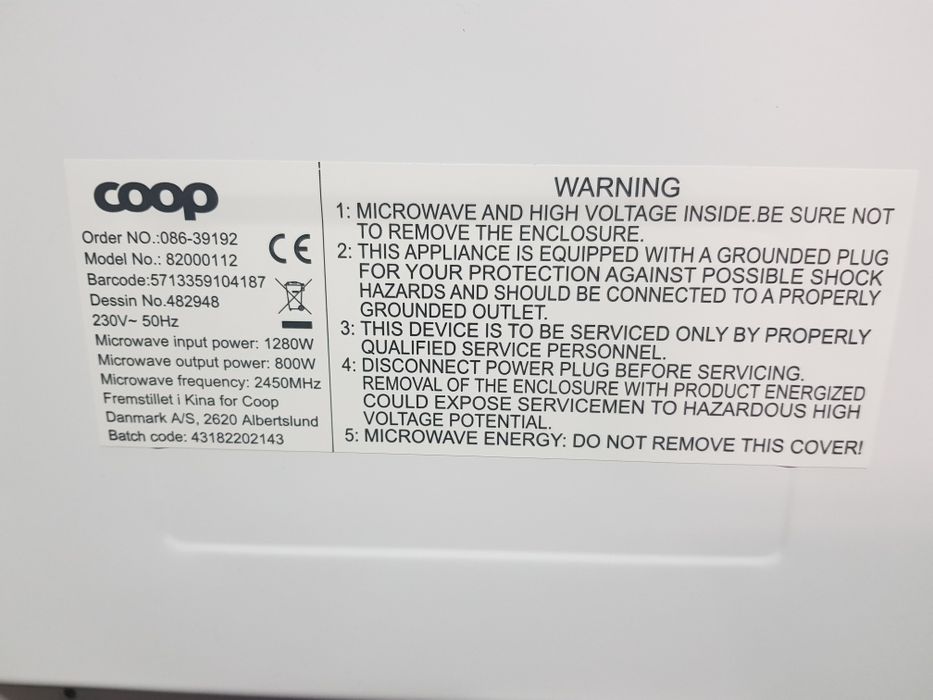 coop
Order NO.:086-39192
Model No.: 82000112
Barcode:5713359104187
Dessin No.482948
230V~ 50Hz
Microwave input power: 1280W
Microwave output power: 800W
Microwave frequency: 2450MHz
Fremstillet i Kina for Coop
Danmark A/S, 2620 Albertslund
Batch code: 43182202143
CE
WARNING
1: MICROWAVE AND HIGH VOLTAGE INSIDE.BE SURE NOT
TO REMOVE THE ENCLOSURE.
2: THIS APPLIANCE IS EQUIPPED WITH A GROUNDED PLUG
FOR YOUR PROTECTION AGAINST POSSIBLE SHOCK
HAZARDS AND SHOULD BE CONNECTED TO A PROPERLY
GROUNDED OUTLET.
3: THIS DEVICE IS TO BE SERVICED ONLY BY PROPERLY
QUALIFIED SERVICE PERSONNEL.
4: DISCONNECT POWER PLUG BEFORE SERVICING.
REMOVAL OF THE ENCLOSURE WITH PRODUCT ENERGIZED
COULD EXPOSE SERVICEMEN TO HAZARDOUS HIGH
VOLTAGE POTENTIAL.
5: MICROWAVE ENERGY: DO NOT REMOVE THIS COVER!